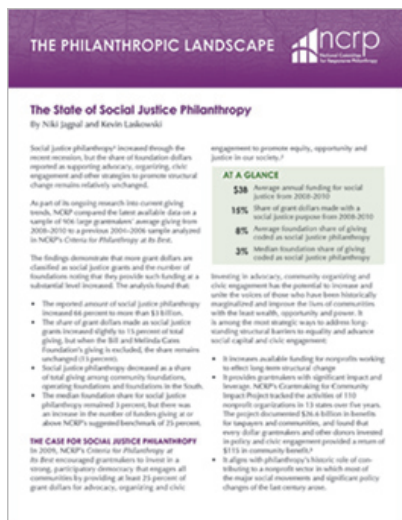 THE PHILANTHROPIC LANDSCAPE
ncrp
National Committee
for Responsive Philanthropy
The State of Social Justice Philanthropy
By Niki Jagpal and Kevin Laskowski
Social justice philanthropy¹ increased through the
recent recession, but the share of foundation dollars
reported as supporting advocacy, organizing, civic
engagement and other strategies to promote structural
change remains relatively unchanged.
As part of its ongoing research into current giving
trends, NCRP compared the latest available data on a
sample of 906 large grantmakers' average giving from
2008-2010 to a previous 2004-2006 sample analyzed
in NCRP's Criteria for Philanthropy at Its Best.
The findings demonstrate that more grant dollars are
classified as social justice grants and the number of
foundations noting that they provide such funding at a
substantial level increased. The analysis found that:
• The reported amount of social justice philanthropy
increased 66 percent to more than $3 billion.
• The share of grant dollars made as social justice
grants increased slightly to 15 percent of total
giving, but when the Bill and Melinda Gates
Foundation's giving is excluded, the share remains
unchanged (13 percent).
• Social justice philanthropy decreased as a share
of total giving among community foundations,
operating foundations and foundations in the South.
• The median foundation share for social justice
philanthropy remained 3 percent, but there was
an increase in the number of funders giving at or
above NCRP's suggested benchmark of 25 percent.
THE CASE FOR SOCIAL JUSTICE PHILANTHROPY
In 2009, NCRP's Criteria for Philanthropy at
Its Best encouraged grantmakers to invest in a
strong, participatory democracy that engages all
communities by providing at least 25 percent of
grant dollars for advocacy, organizing and civic
engagement to promote equity, opportunity and
justice in our society.²
AT A GLANCE
$3B Average annual funding for social
justice from 2008-2010
15% Share of grant dollars made with a
social justice purpose from 2008-2010
8% Average foundation share of giving
coded as social justice philanthropy
3% Median foundation share of giving
coded as social justice philanthropy
Investing in advocacy, community organizing and
civic engagement has the potential to increase and
unite the voices of those who have been historically
marginalized and improve the lives of communities
with the least wealth, opportunity and power. It
is among the most strategic ways to address long-
standing structural barriers to equality and advance
social capital and civic engagement:
• It increases available funding for nonprofits working
to effect long-term structural change
• It provides grantmakers with significant impact and
leverage. NCRP's Grantmaking for Community
Impact Project tracked the activities of 110
nonprofit organizations in 13 states over five years.
The project documented $26.6 billion in benefits
for taxpayers and communities, and found that
every dollar grantmakers and other donors invested
in policy and civic engagement provided a return of
$115 in community benefit.³
• It aligns with philanthropy's historic role of con-
tributing to a nonprofit sector in which most of
the major social movements and significant policy
changes of the last century arose.